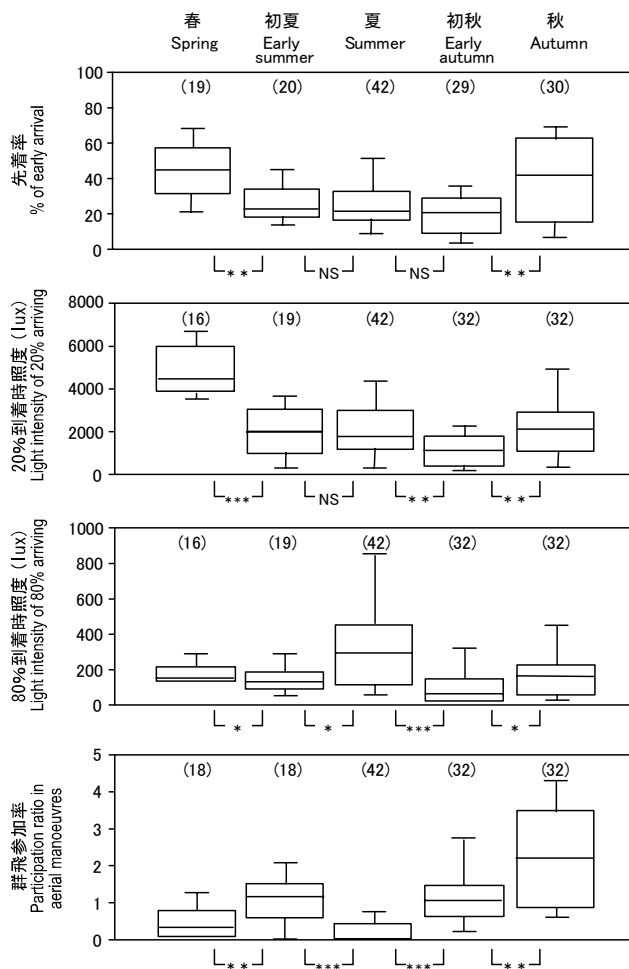 春 初夏 夏 初秋 秋
Spring Early summer Summer Early autumn Autumn
先着率
% of early arrival
100
80
60
40
20
0
(19) (20) (42) (29) (30)
** NS NS **
20%到着時照度 (lux)
Light intensity of 20% arriving
8000
6000
4000
2000
0
(16) (19) (42) (32) (32)
*** NS ** **
80%到着時照度 (lux)
Light intensity of 80% arriving
1000
800
600
400
200
0
(16) (19) (42) (32) (32)
* * *** *
群飛参加率
Participation ratio in
aerial manoeuvres
5
4
3
2
1
0
(18) (18) (42) (32) (32)
** *** *** **